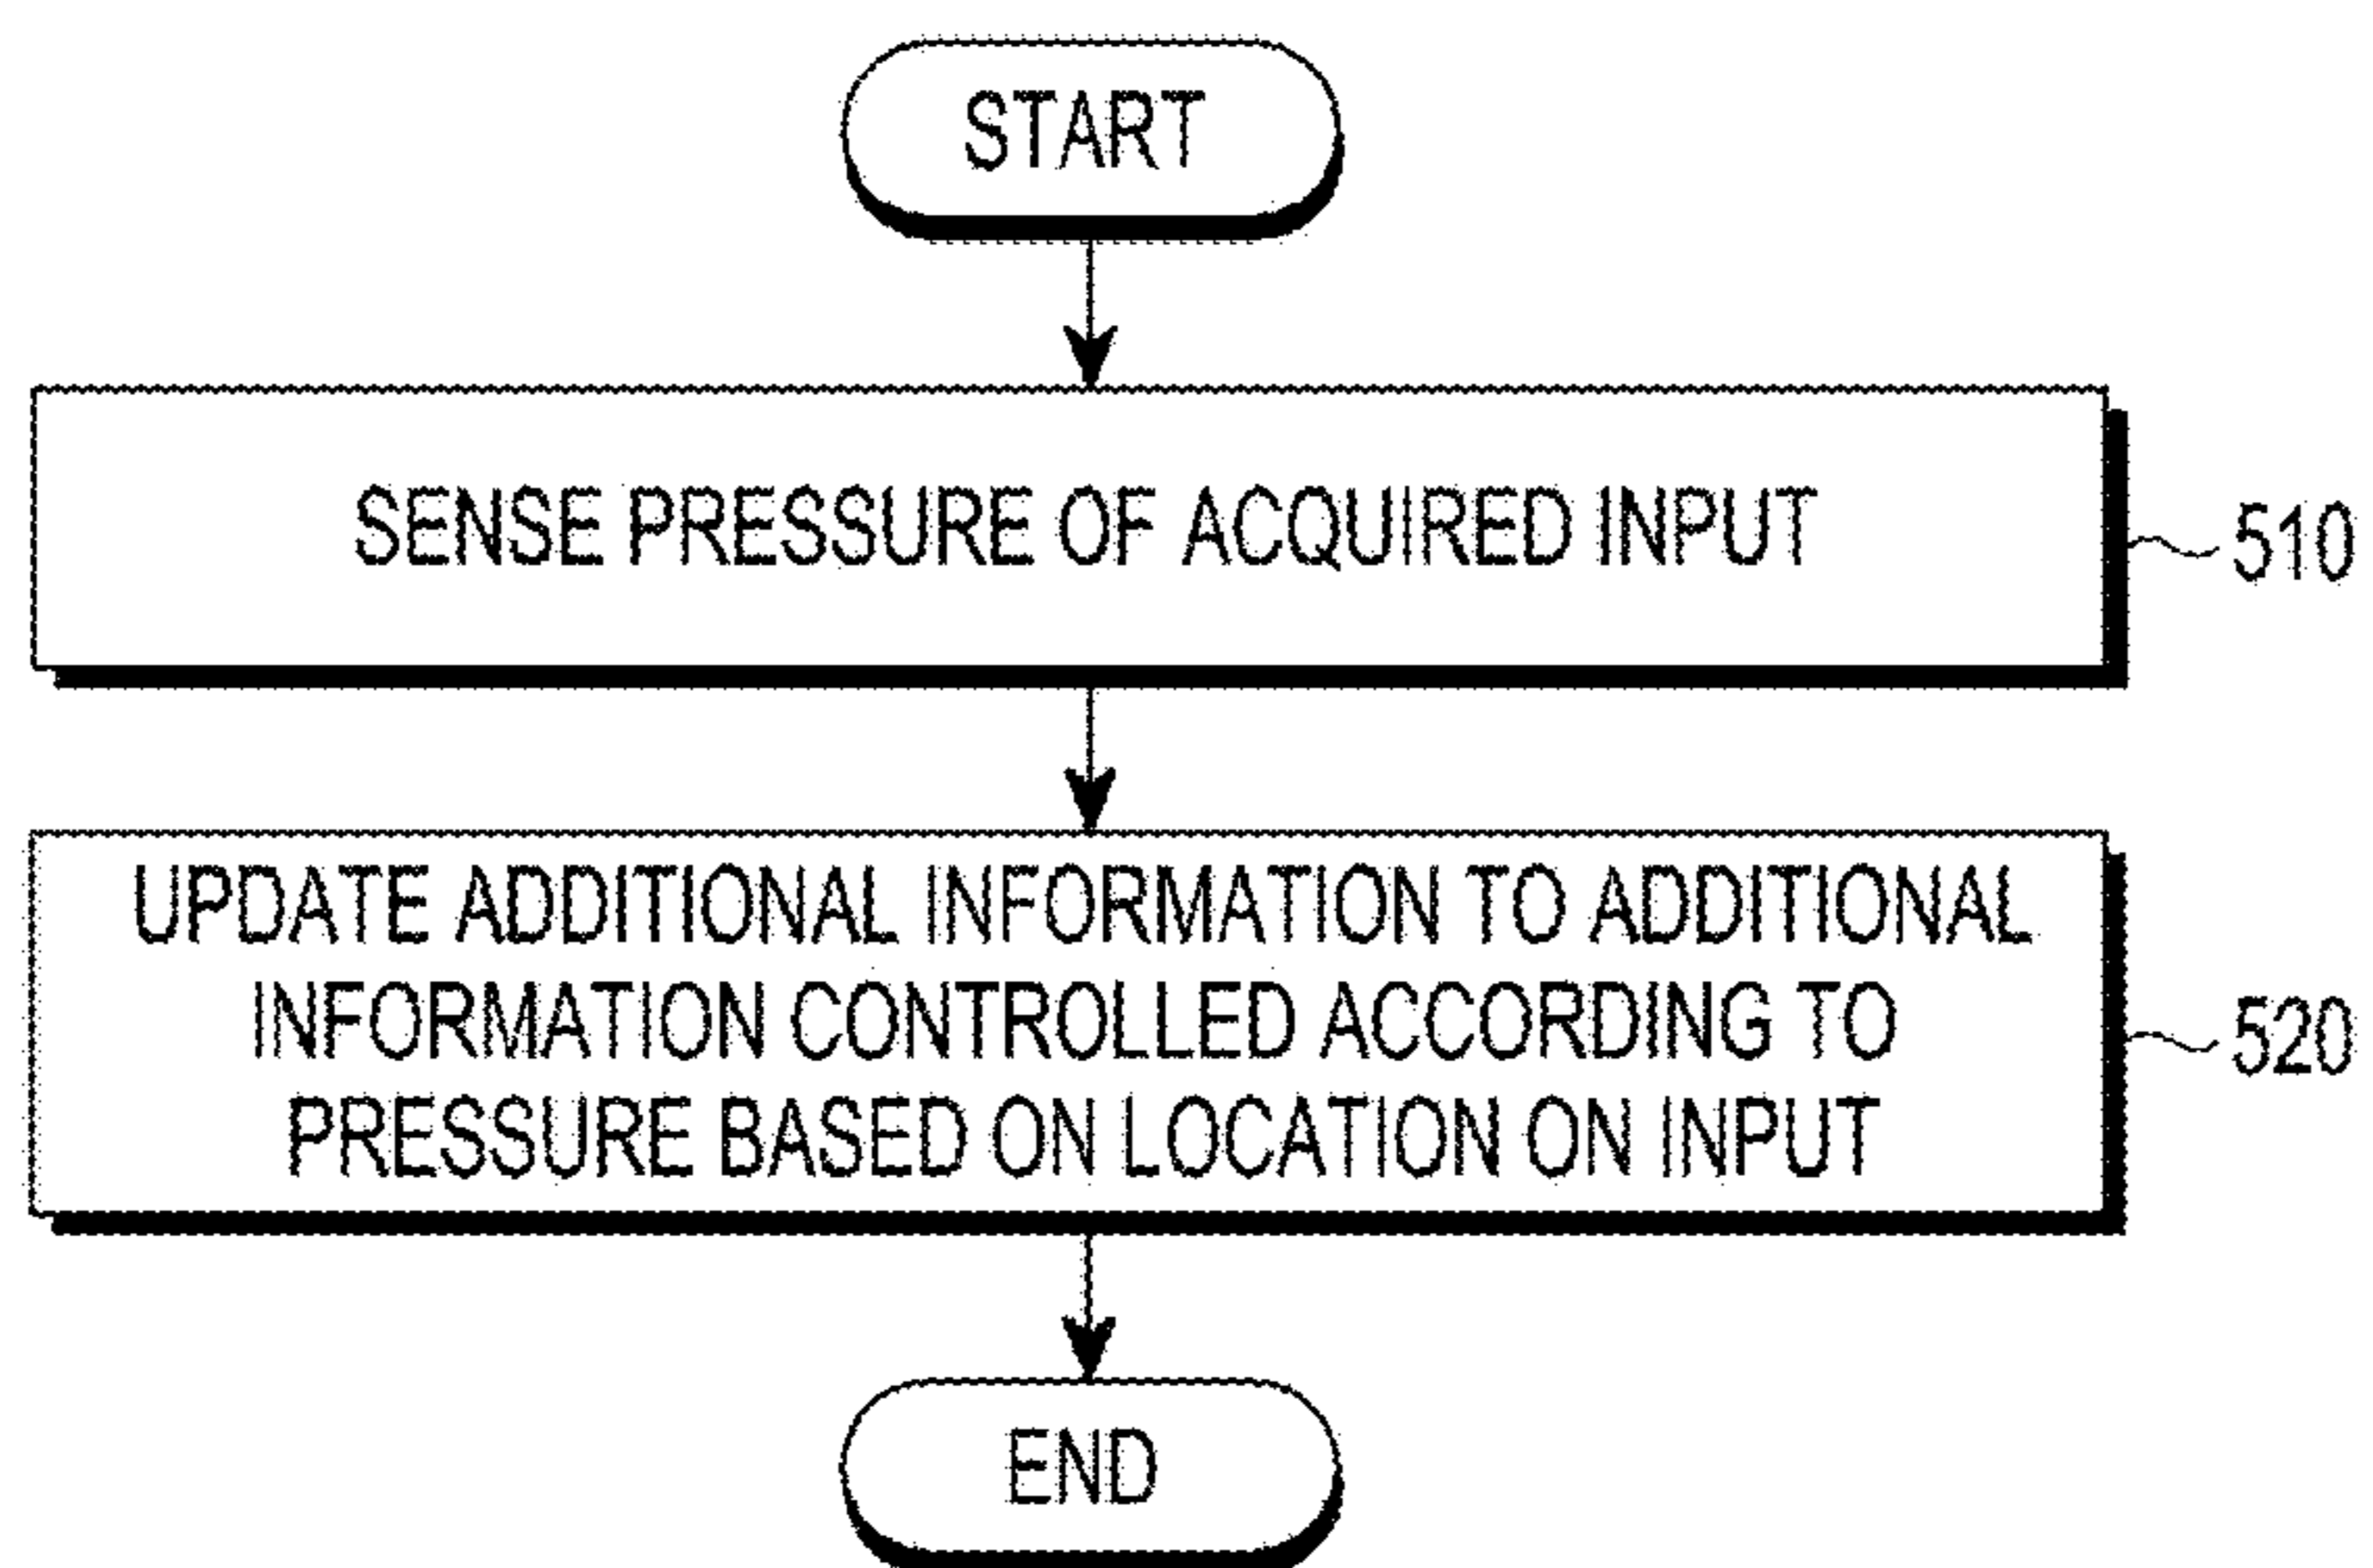 START
SENSE PRESSURE OF ACQUIRED INPUT
510
UPDATE ADDITIONAL INFORMATION TO ADDITIONAL
INFORMATION CONTROLLED ACCORDING TO
PRESSURE BASED ON LOCATION ON INPUT
520
END